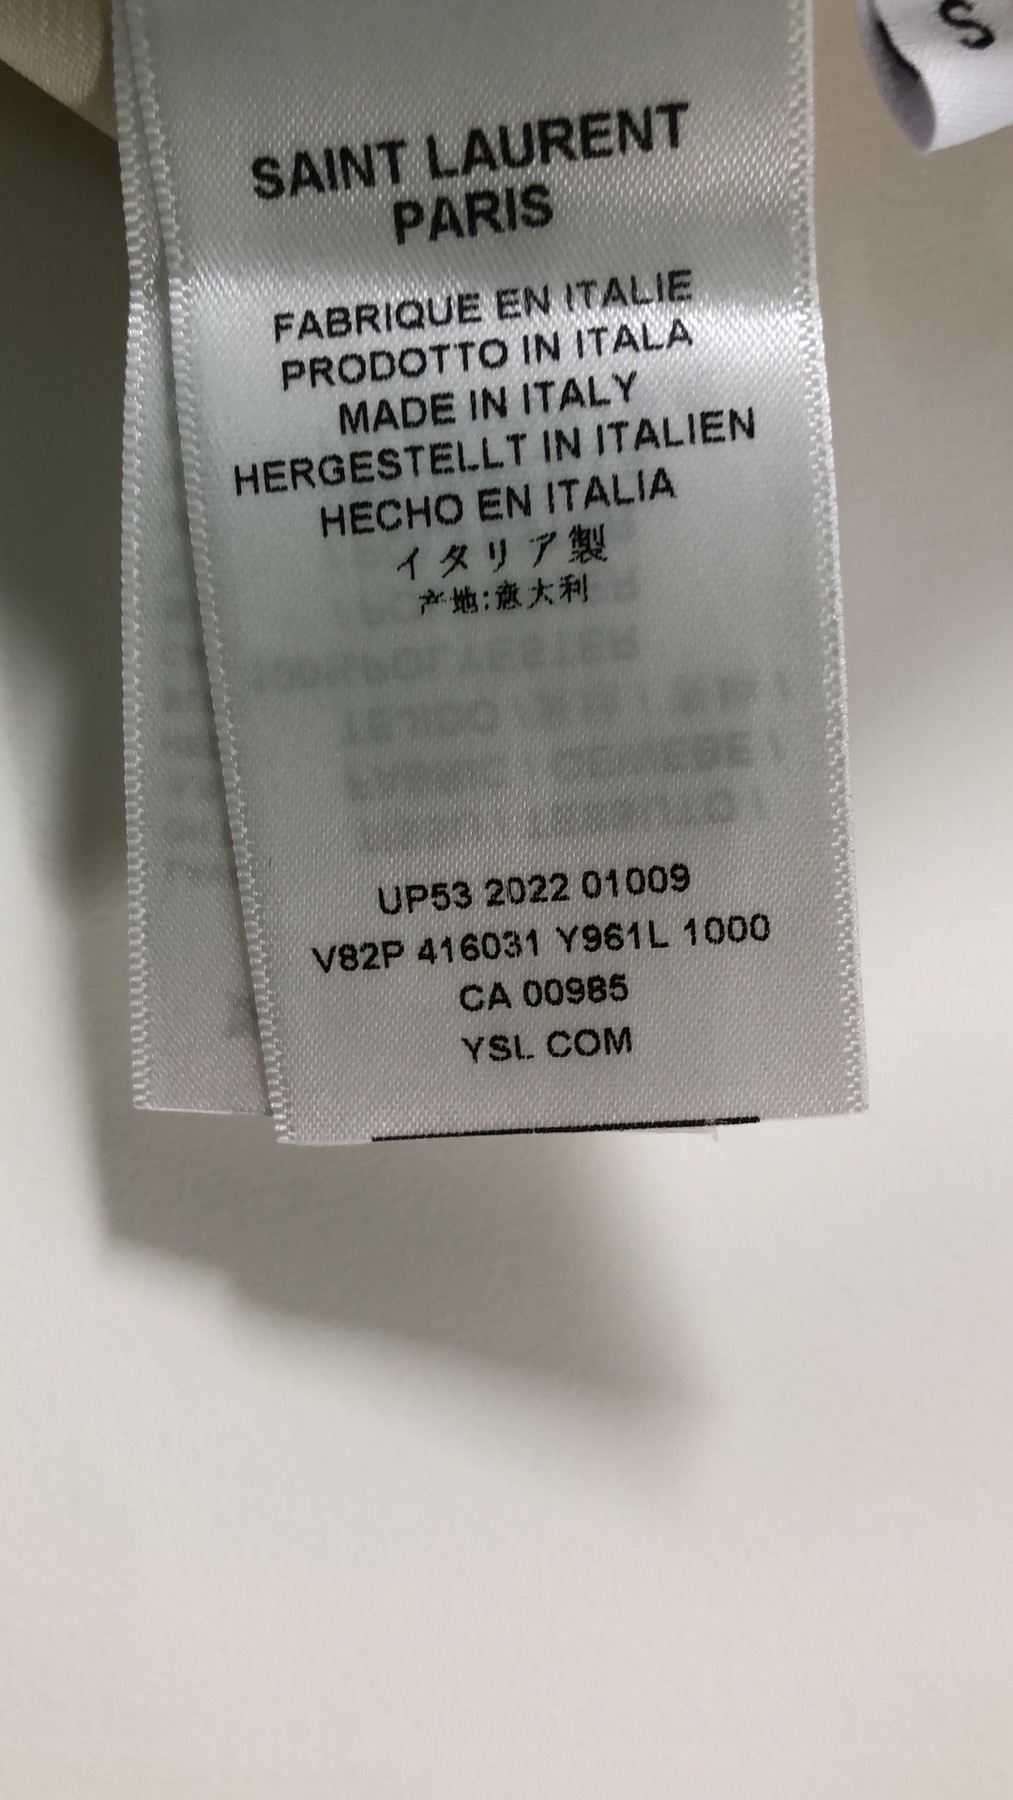 SAINT LAURENT
PARIS
FABRIQUE EN ITALIE
PRODOTTO IN ITALA
MADE IN ITALY
HERGESTELLT IN ITALIEN
HECHO EN ITALIA
イタリア製
产地:意大利
UP53 2022 01009
V82P 416031 Y961L 1000
CA 00985
YSL COM
S